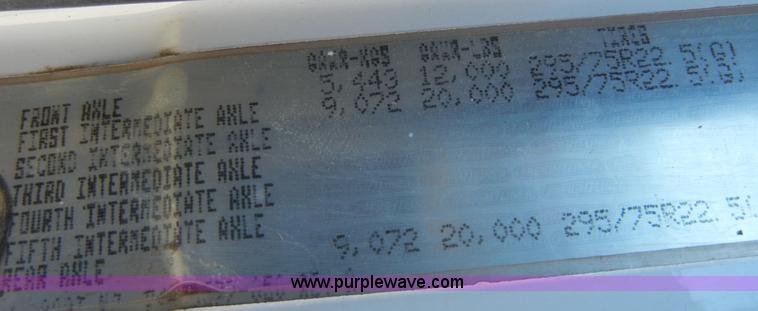 GAWR-KGS GAWR-LBS TIRES
FRONT AXLE 5,443 12,000 295/75R22.5(G)
FIRST INTERMEDIATE AXLE 9,072 20,000 295/75R22.5(G)
SECOND INTERMEDIATE AXLE
THIRD INTERMEDIATE AXLE
FOURTH INTERMEDIATE AXLE
FIFTH INTERMEDIATE AXLE
REAR AXLE 9,072 20,000 295/75R22.5(
www.purplewave.com